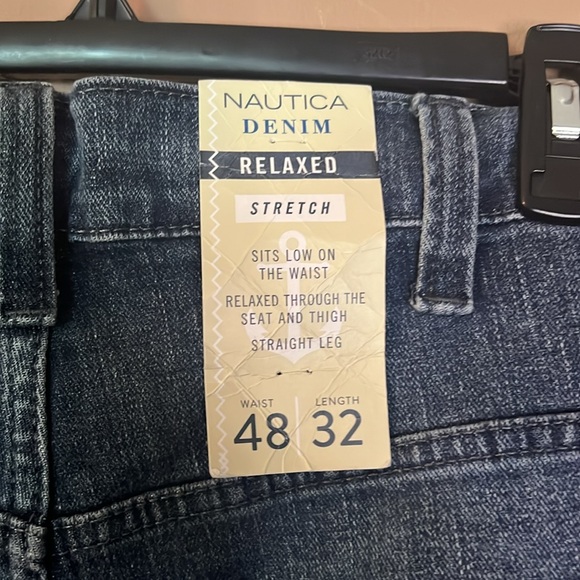 NAUTICA
DENIM
RELAXED
STRETCH
SITS LOW ON
THE WAIST
RELAXED THROUGH THE
SEAT AND THIGH
STRAIGHT LEG
WAIST LENGTH
48 32